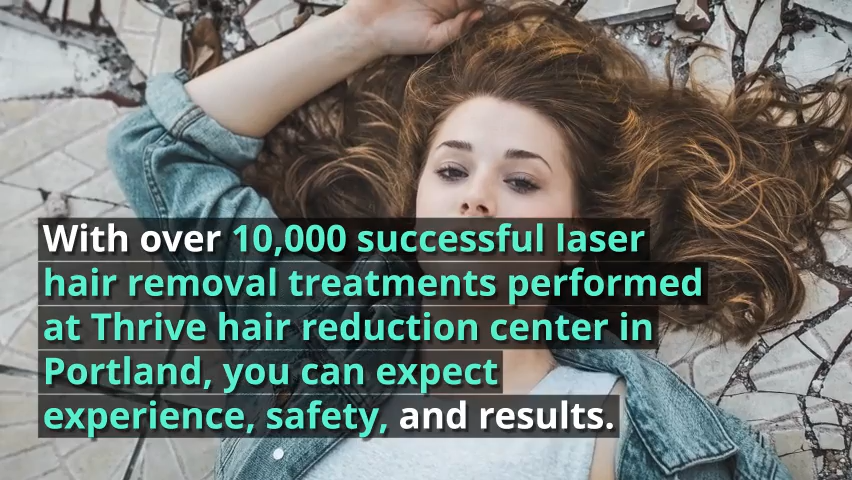 With over 10,000 successful laser
hair removal treatments performed
at Thrive hair reduction center in
Portland, you can expect
experience, safety, and results.